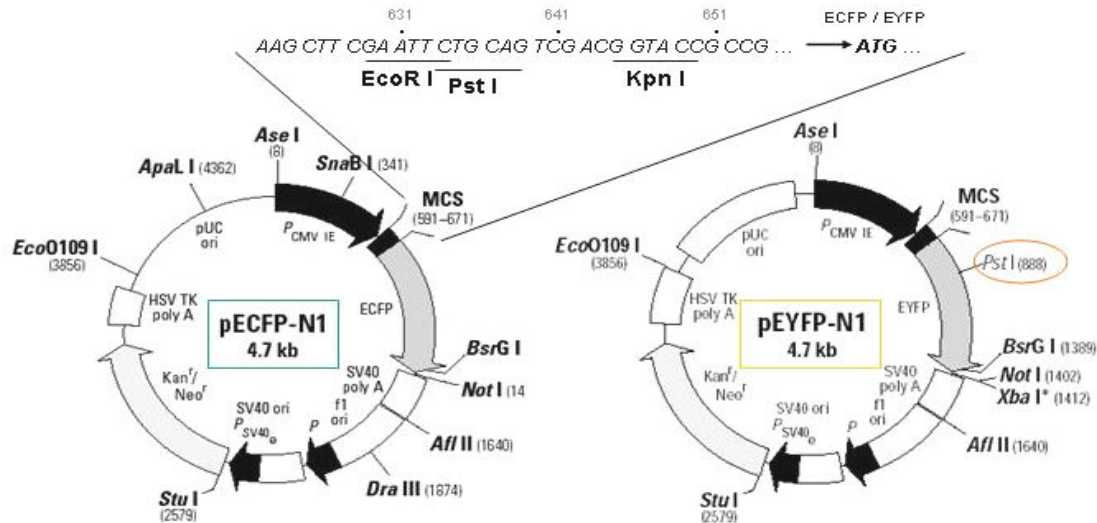 631 641 651 ECFP / EYFP
AAG CTT CGA ATT CTG CAG TCG ACG GTA CCG CCG ... ATG ...
EcoR I Pst I Kpn I
Ase I
(8)
SnaB I (341)
ApaL I (4362)
MCS
(591–671)
pUC
ori
PCMV IE
EcoO109 I
(3856)
HSV TK
poly A
pECFP-N1
4.7 kb
ECFP
BsrG I
Not I (14
SV40
poly A
Kanr/
Neor
f1
ori
SV40 ori
PSV40e
P
Afl II (1640)
Dra III (1874)
Stu I
(2579)
Ase I
(8)
MCS
(591–671)
pUC
ori
PCMV IE
Pst I (888)
EcoO109 I
(3856)
HSV TK
poly A
pEYFP-N1
4.7 kb
EYFP
BsrG I (1389)
Not I (1402)
Xba I* (1412)
SV40
poly A
Kanr/
Neor
f1
ori
SV40 ori
PSV40e
P
Afl II (1640)
Stu I
(2579)